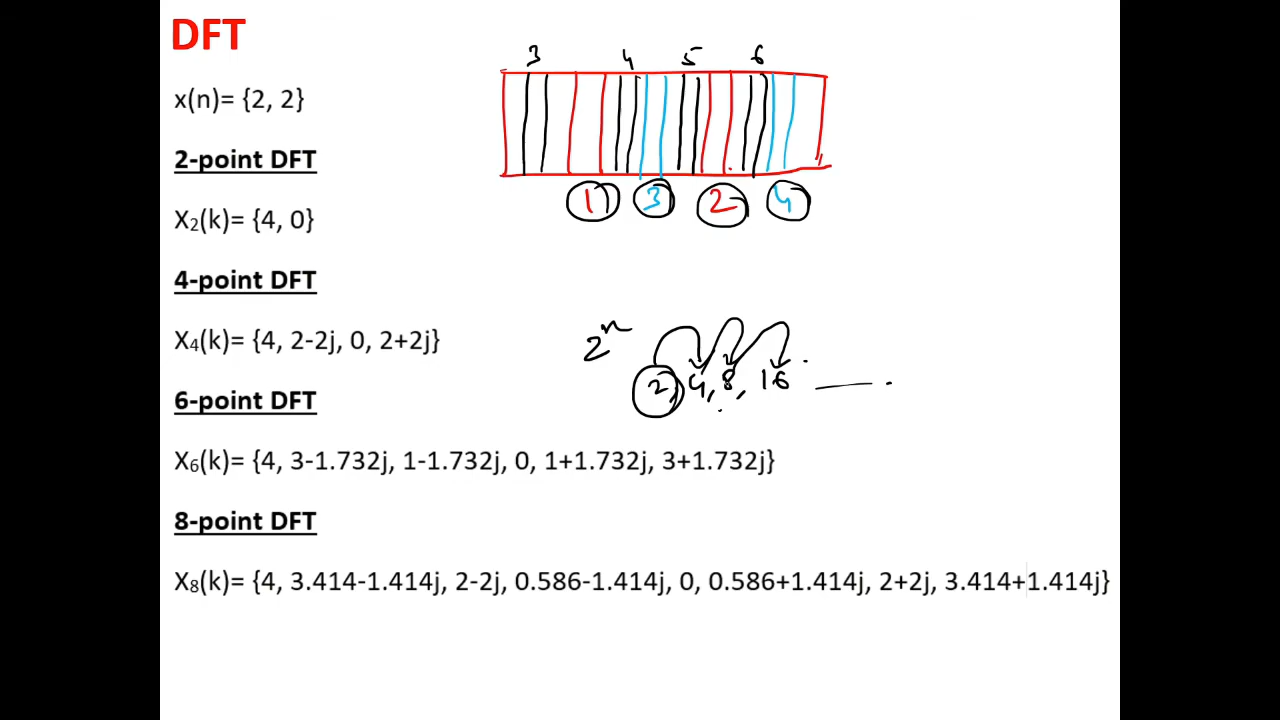 DFT
3 4 5 6
x(n)= {2, 2}
2-point DFT
1 3 2 4
X₂(k)= {4, 0}
4-point DFT
X₄(k)= {4, 2-2j, 0, 2+2j}
2ⁿ 2, 4, 8, 16
6-point DFT
X₆(k)= {4, 3-1.732j, 1-1.732j, 0, 1+1.732j, 3+1.732j}
8-point DFT
X₈(k)= {4, 3.414-1.414j, 2-2j, 0.586-1.414j, 0, 0.586+1.414j, 2+2j, 3.414+1.414j}